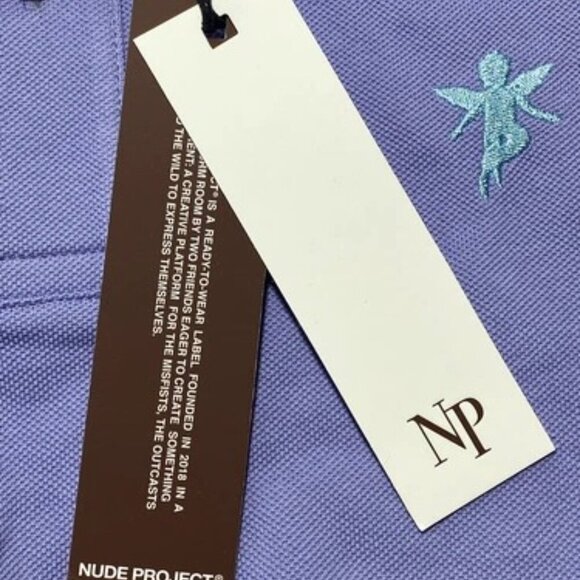 IS A READY-TO-WEAR LABEL FOUNDED IN 2018 IN A
ROOM BY TWO FRIENDS EAGER TO CREATE SOMETHING
A CREATIVE PLATFORM FOR THE MISFISTS, THE OUTCASTS
THE WILD TO EXPRESS THEMSELVES.
NUDE PROJECT®
NP